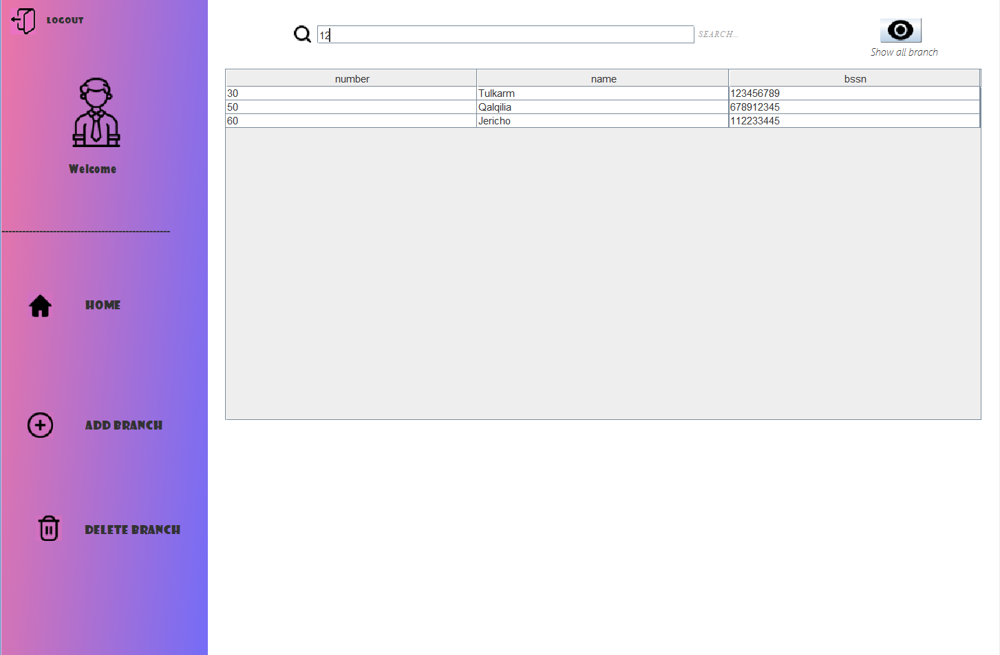 LOGOUT
Welcome
-------------------------------------------------
HOME
ADD BRANCH
DELETE BRANCH
12
SEARCH...
Show all branch
number name bssn
30 Tulkarm 123456789
50 Qalqilia 678912345
60 Jericho 112233445